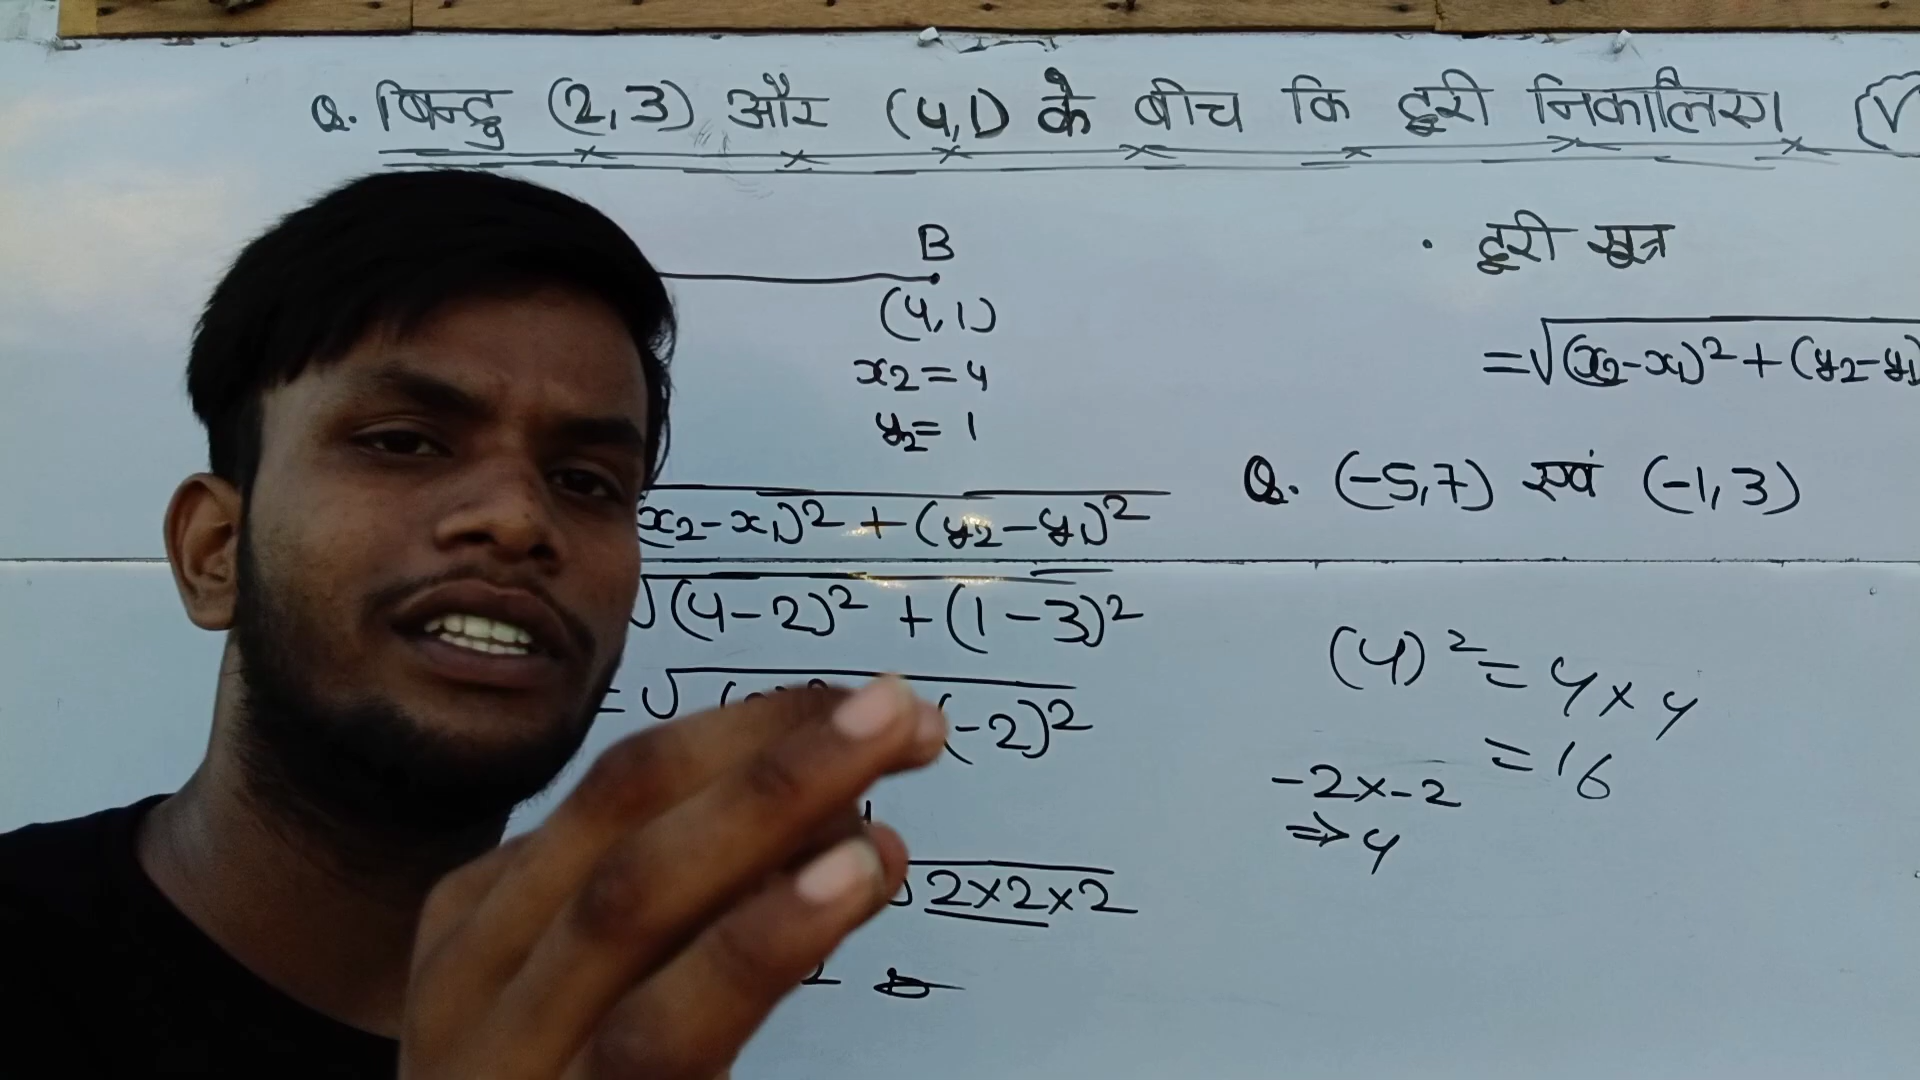 Q. बिन्दु (2,3) और (4,1) के बीच कि दूरी निकालिए। (V
B
(4,1)
x2=4
y2=1
x2-x1)2+(y2-y1)2
√(4-2)2+(1-3)2
=√ (-2)2
√2×2×2
2
· दूरी सूत्र
=√(x2-x1)2+(y2-y1)
Q. (-5,7) एवं (-1,3)
(4)2=4×4
=16
-2×-2
⇒4